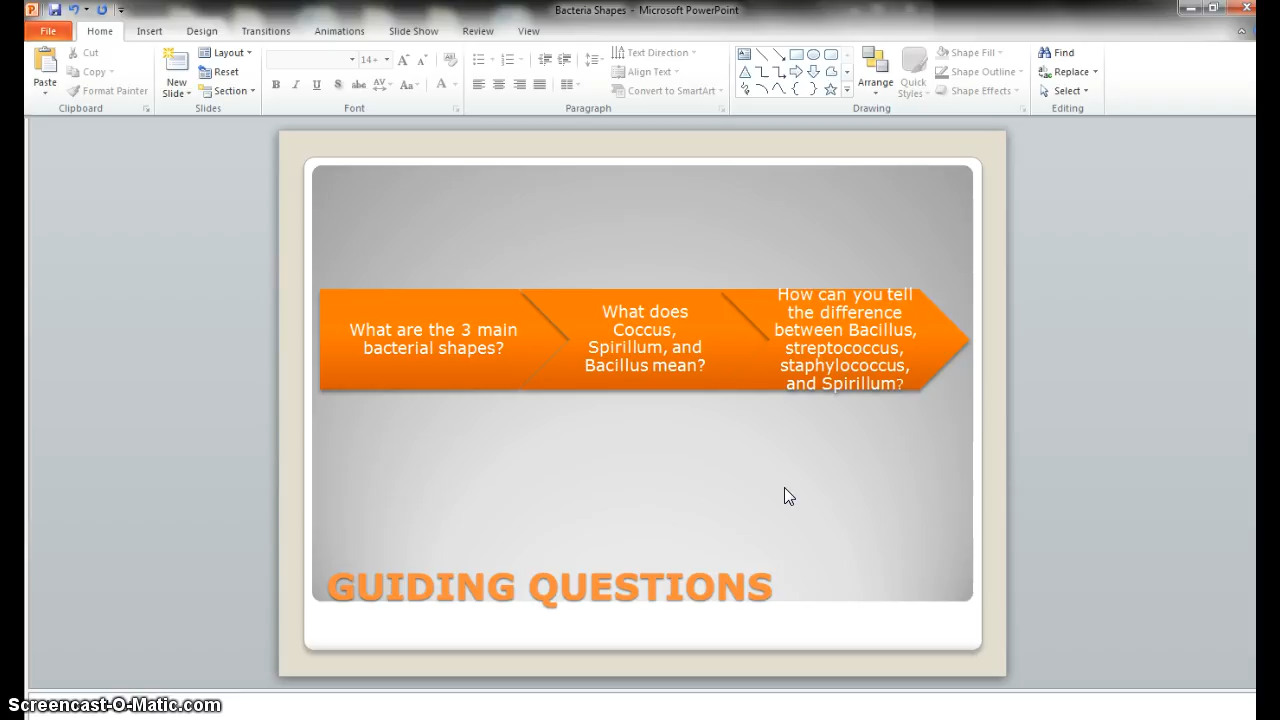 Bacteria Shapes - Microsoft PowerPoint
File Home Insert Design Transitions Animations Slide Show Review View
Paste
Cut
Copy
Format Painter
Clipboard
New
Slide
Layout
Reset
Section
Slides
14+
Font
Text Direction
Align Text
Convert to SmartArt
Paragraph
Arrange
Quick
Styles
Shape Fill
Shape Outline
Shape Effects
Drawing
Find
Replace
Select
Editing
What are the 3 main
bacterial shapes?
What does
Coccus,
Spirillum, and
Bacillus mean?
How can you tell
the difference
between Bacillus,
streptococcus,
staphylococcus,
and Spirillum?
GUIDING QUESTIONS
Screencast-O-Matic.com